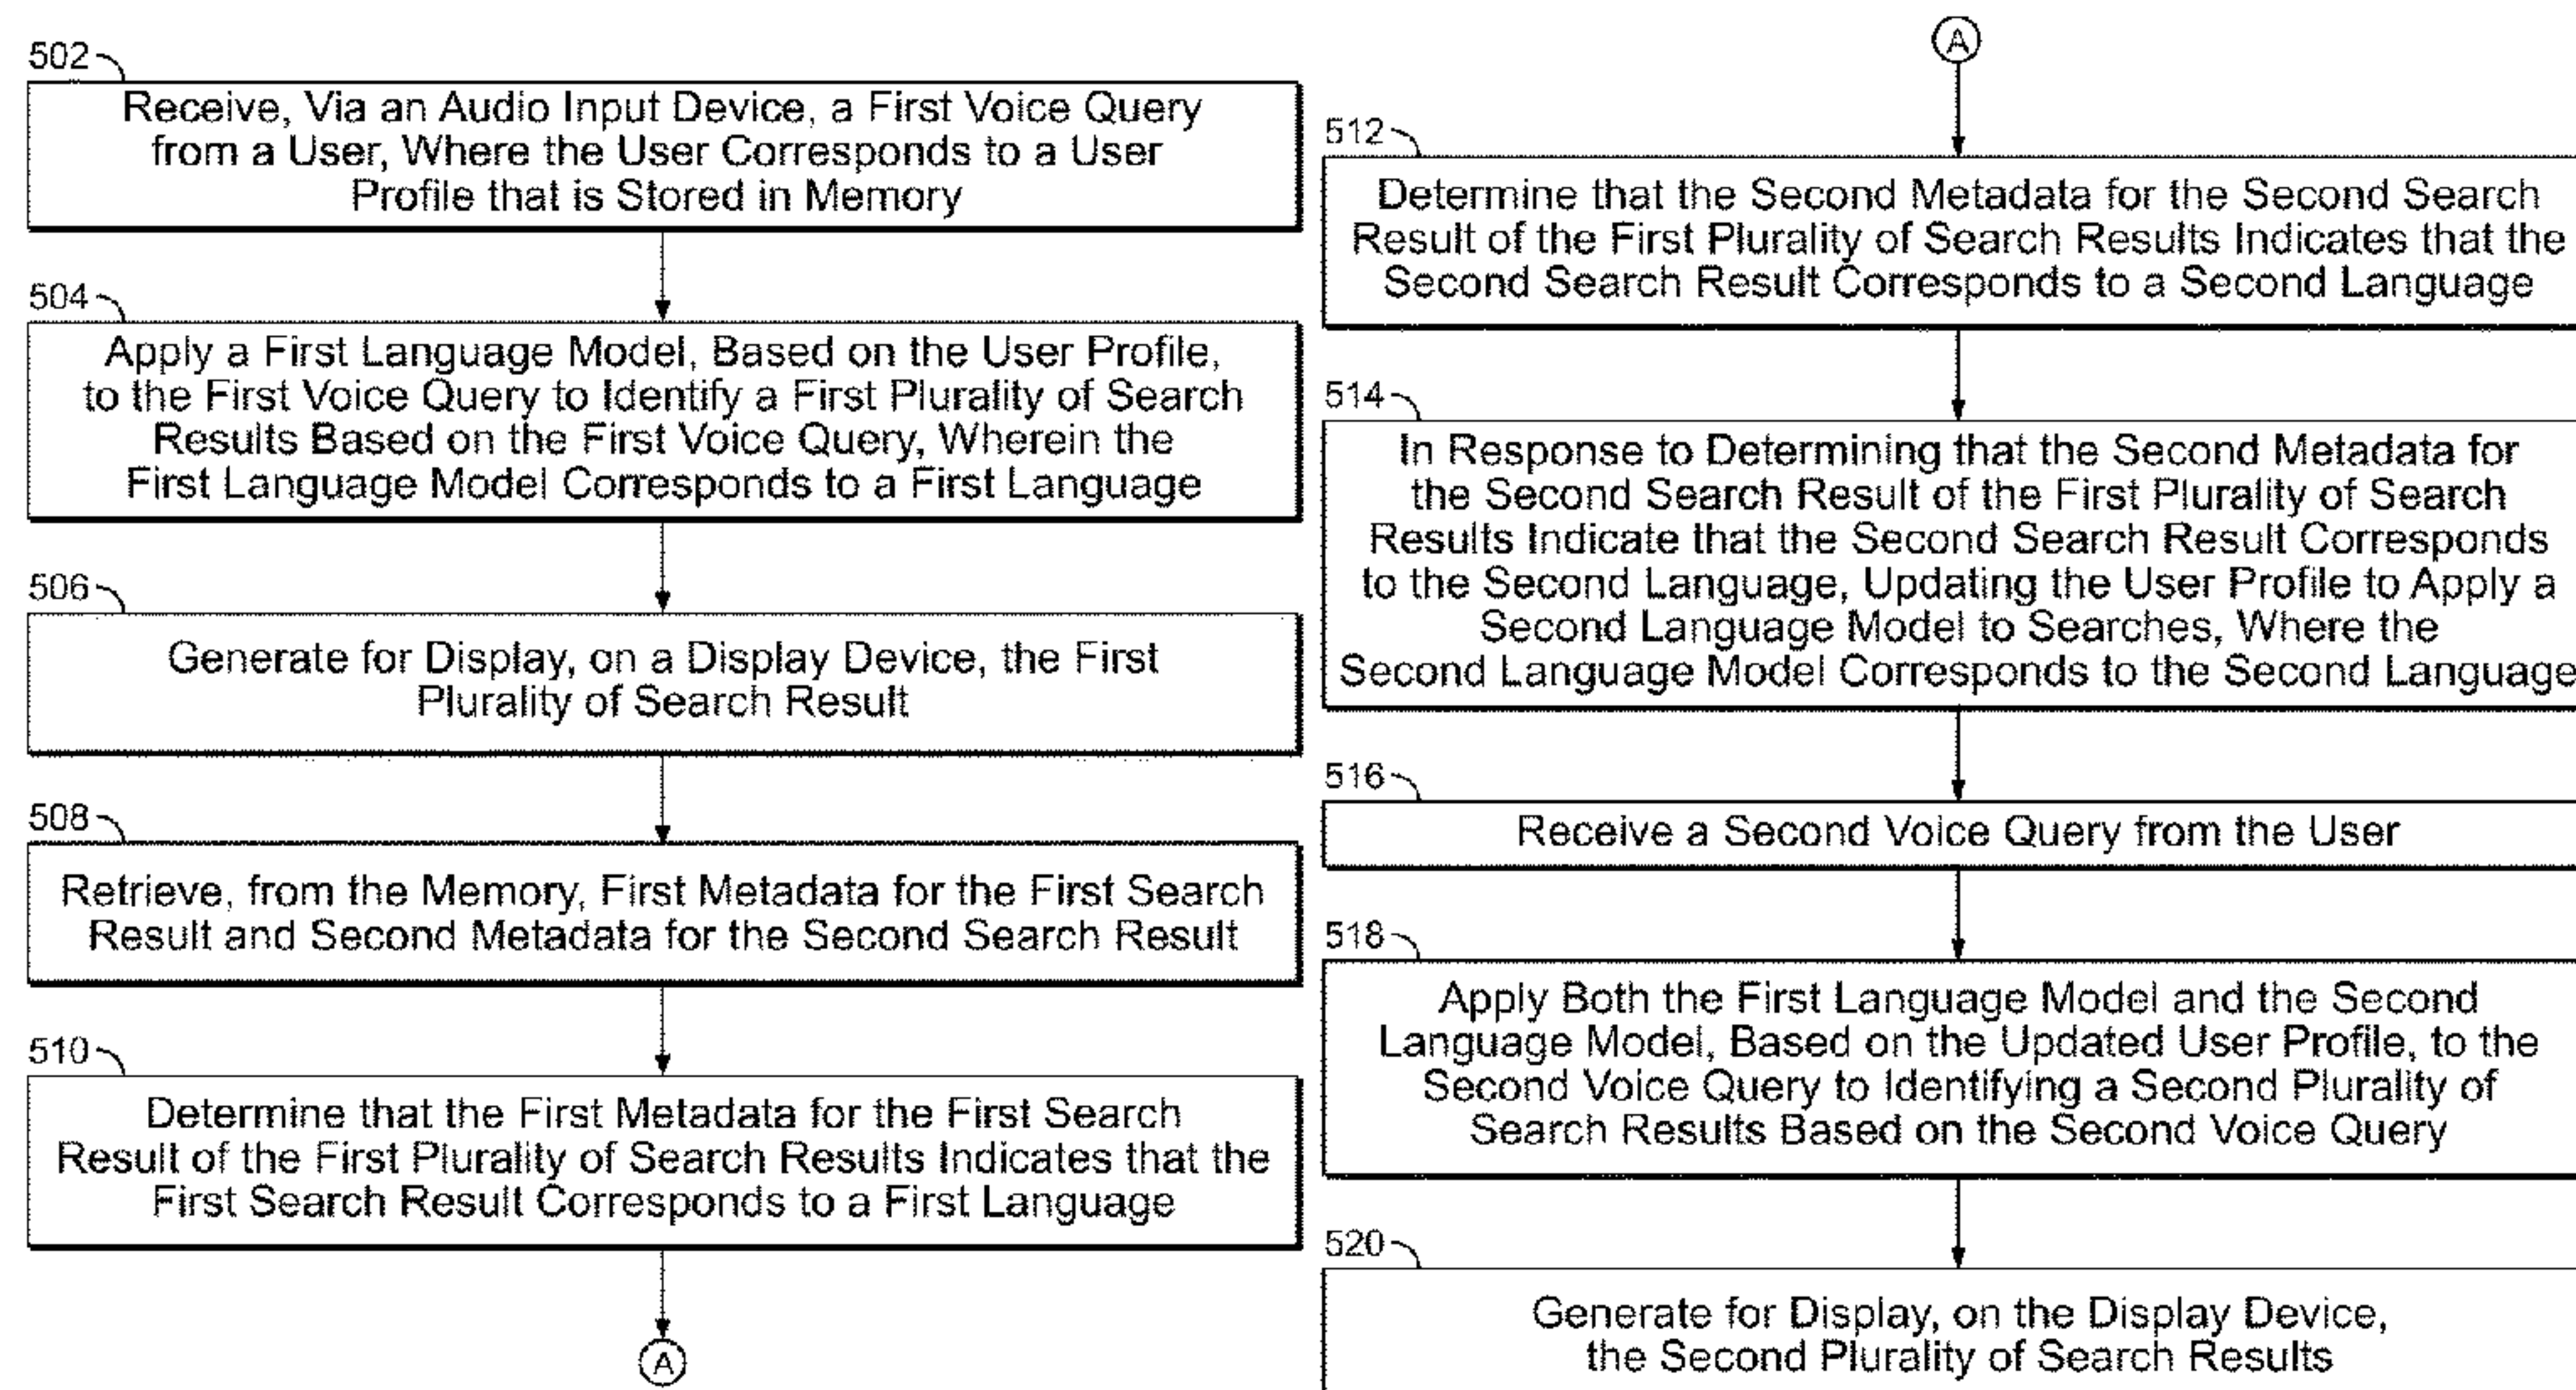 502
Receive, Via an Audio Input Device, a First Voice Query
from a User, Where the User Corresponds to a User
Profile that is Stored in Memory
504
Apply a First Language Model, Based on the User Profile,
to the First Voice Query to Identify a First Plurality of Search
Results Based on the First Voice Query, Wherein the
First Language Model Corresponds to a First Language
506
Generate for Display, on a Display Device, the First
Plurality of Search Result
508
Retrieve, from the Memory, First Metadata for the First Search
Result and Second Metadata for the Second Search Result
510
Determine that the First Metadata for the First Search
Result of the First Plurality of Search Results Indicates that the
First Search Result Corresponds to a First Language
A
A
512
Determine that the Second Metadata for the Second Search
Result of the First Plurality of Search Results Indicates that the
Second Search Result Corresponds to a Second Language
514
In Response to Determining that the Second Metadata for
the Second Search Result of the First Plurality of Search
Results Indicate that the Second Search Result Corresponds
to the Second Language, Updating the User Profile to Apply a
Second Language Model to Searches, Where the
Second Language Model Corresponds to the Second Language
516
Receive a Second Voice Query from the User
518
Apply Both the First Language Model and the Second
Language Model, Based on the Updated User Profile, to the
Second Voice Query to Identifying a Second Plurality of
Search Results Based on the Second Voice Query
520
Generate for Display, on the Display Device,
the Second Plurality of Search Results